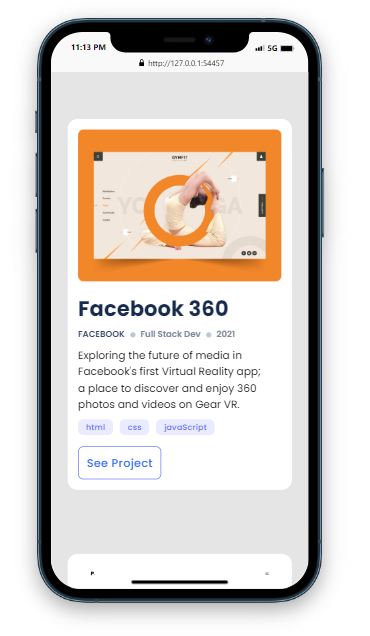 11:13 PM
5G
http://127.0.0.1:54457
GYMFIT
YOGA
Facebook 360
FACEBOOK Full Stack Dev 2021
Exploring the future of media in
Facebook's first Virtual Reality app;
a place to discover and enjoy 360
photos and videos on Gear VR.
html css javaScript
See Project